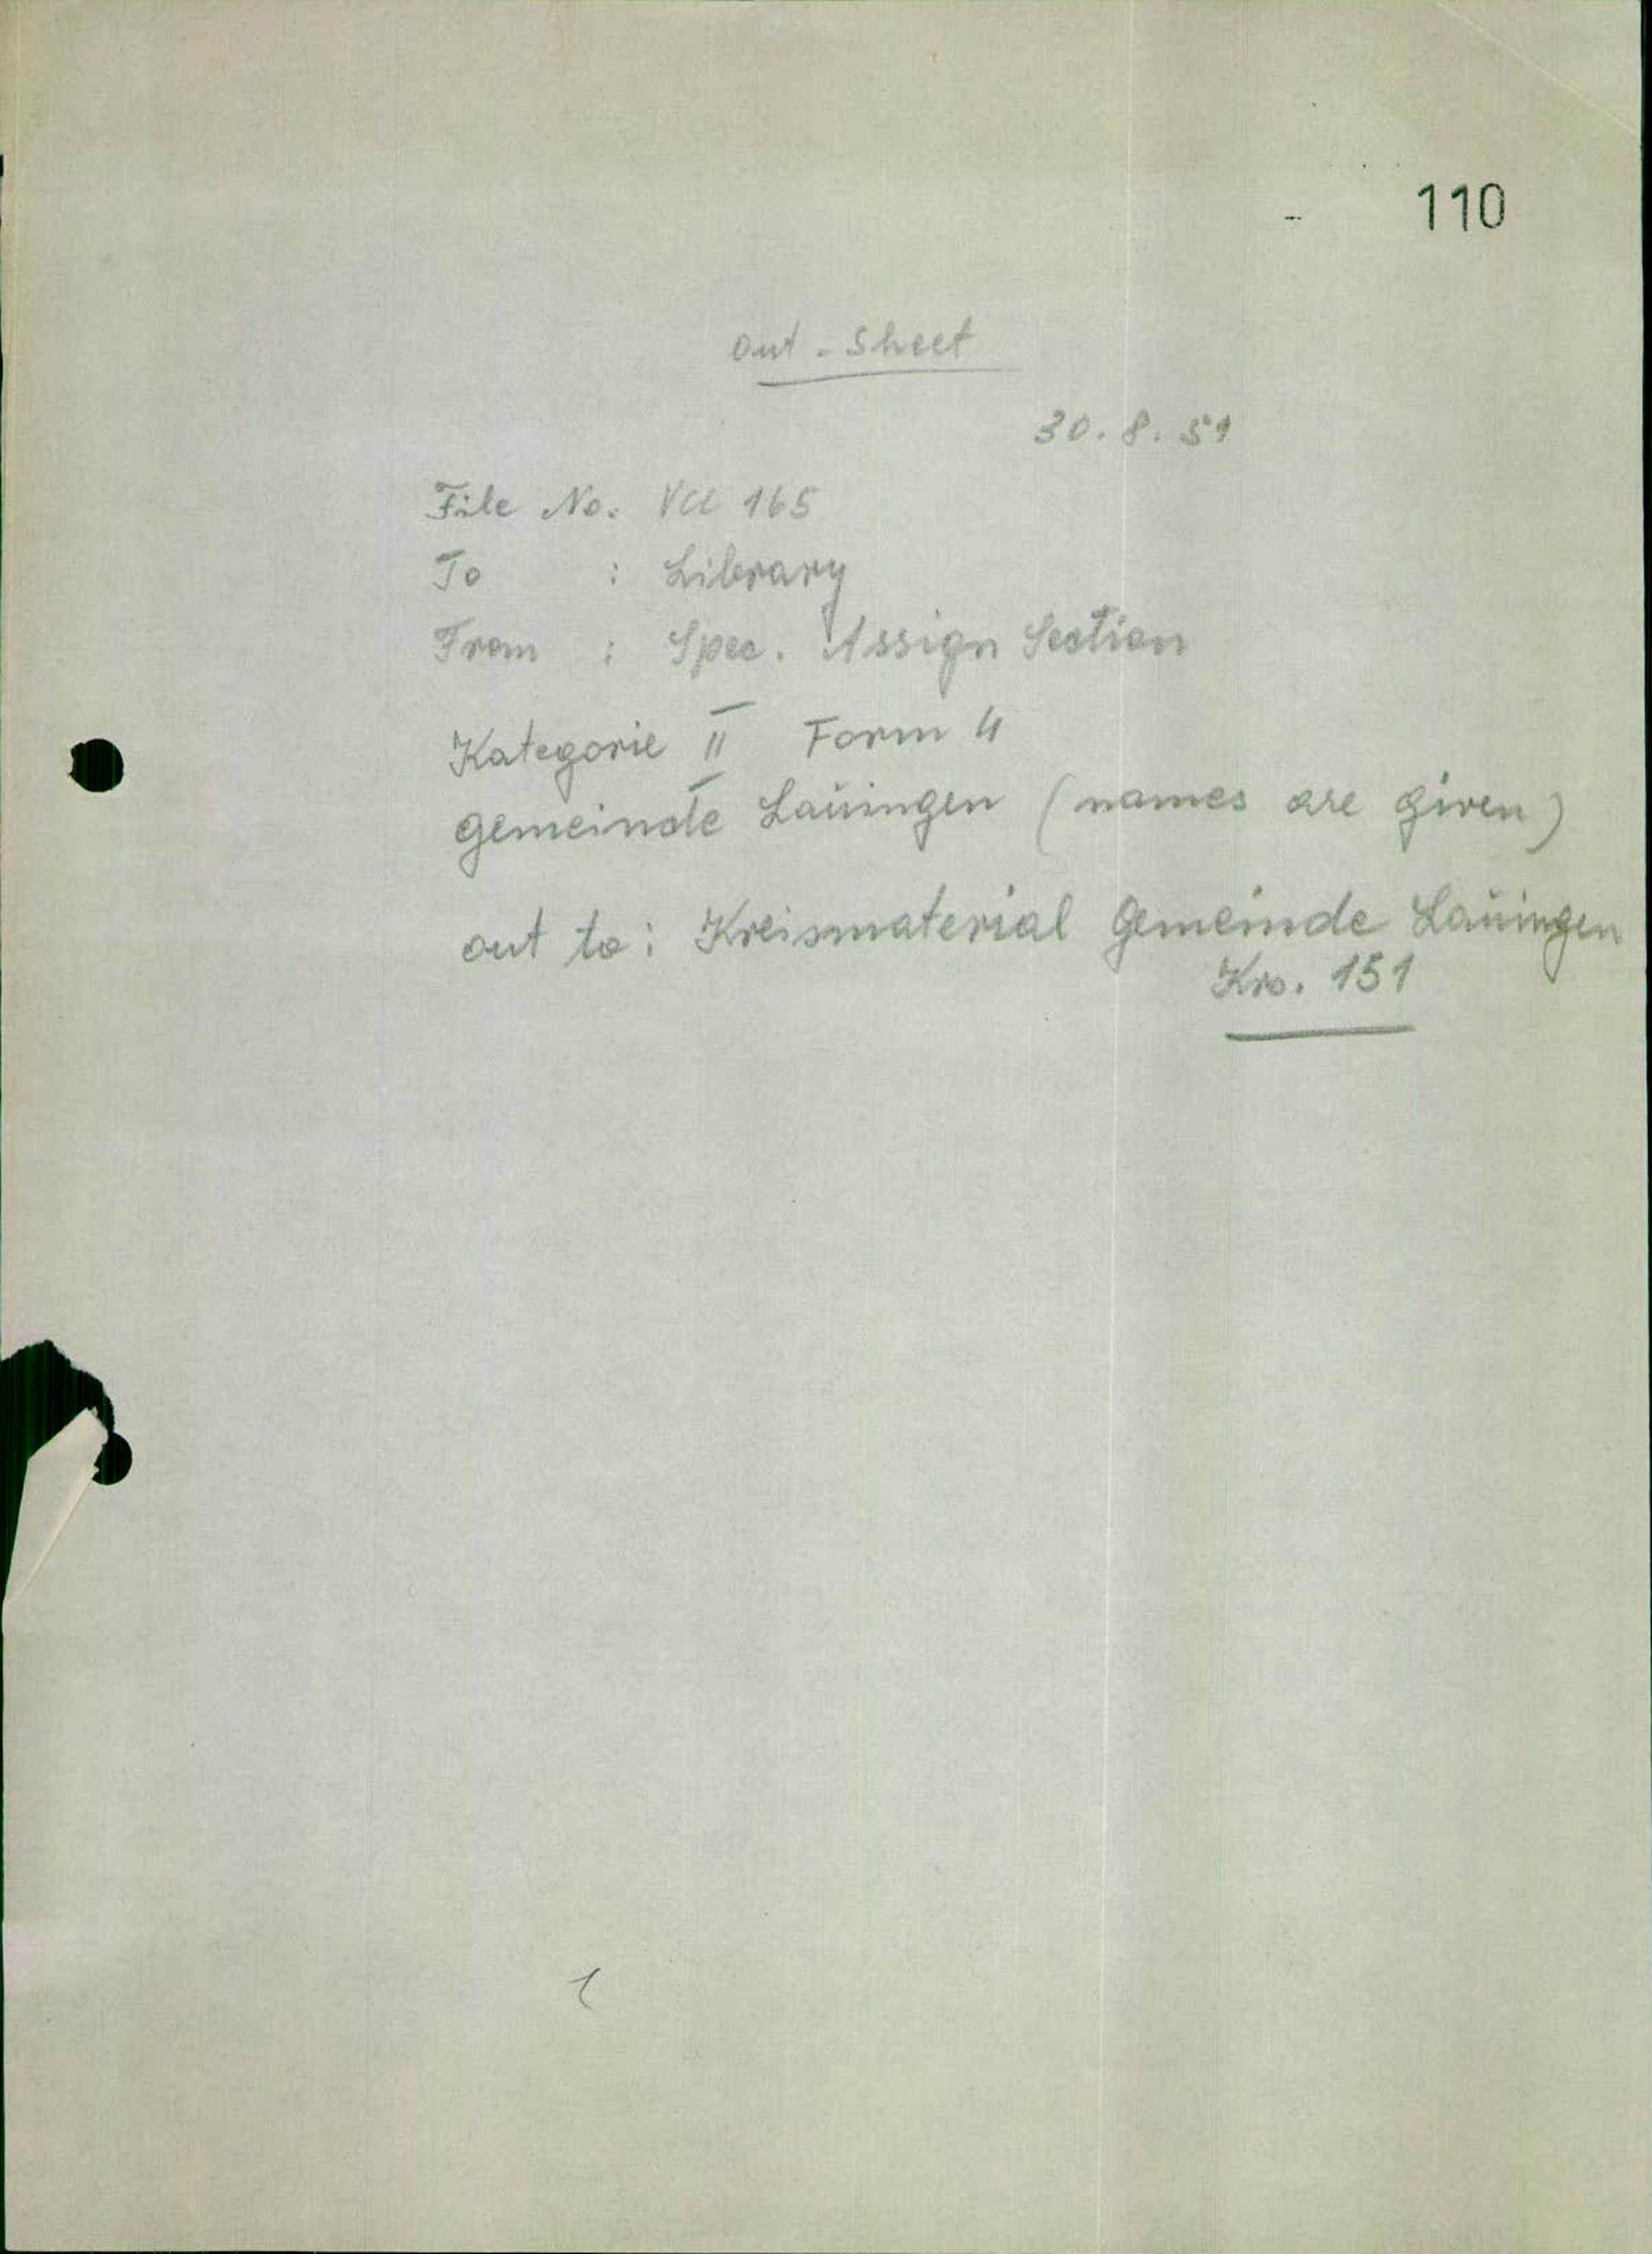 110
Out - Sheet
30. 8. 51
File No: VCC 165
To : Library
From : Spec. Assign Section
Kategorie II Form 4
Gemeinde Lauingen (names are given)
out to: Kreismaterial Gemeinde Lauingen
Kro. 151